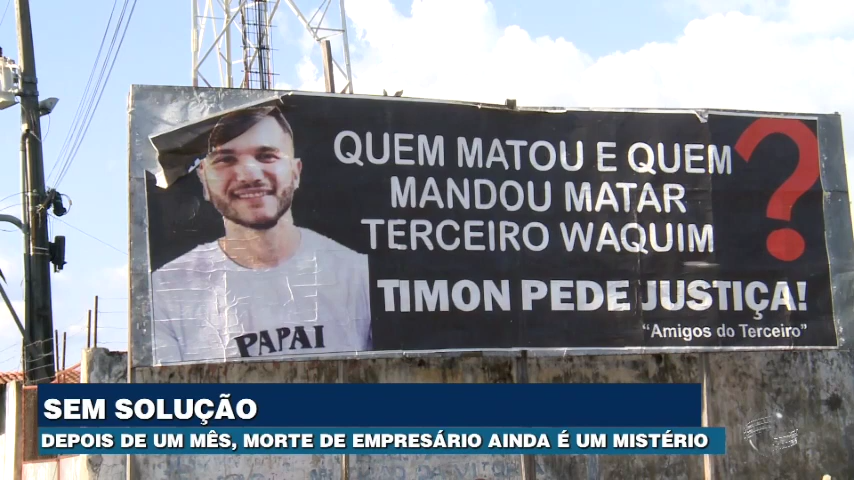 QUEM MATOU E QUEM
MANDOU MATAR
TERCEIRO WAQUIM
?
TIMON PEDE JUSTIÇA!
"Amigos do Terceiro"
PAPAI
SEM SOLUÇÃO
DEPOIS DE UM MÊS, MORTE DE EMPRESÁRIO AINDA É UM MISTÉRIO